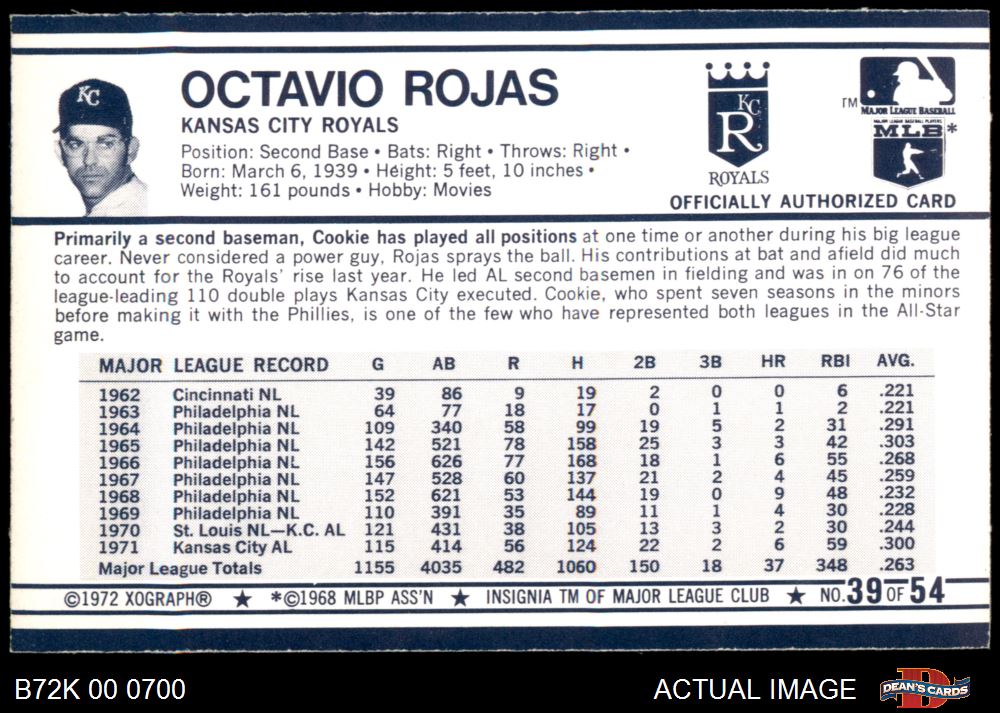 OCTAVIO ROJAS
KANSAS CITY ROYALS
Position: Second Base • Bats: Right • Throws: Right •
Born: March 6, 1939 • Height: 5 feet, 10 inches •
Weight: 161 pounds • Hobby: Movies
KC
KC
R
ROYALS
TM
MAJOR LEAGUE BASEBALL
MAJOR LEAGUE BASEBALL PLAYERS
MLB*
OFFICIALLY AUTHORIZED CARD
Primarily a second baseman, Cookie has played all positions at one time or another during his big league
career. Never considered a power guy, Rojas sprays the ball. His contributions at bat and afield did much
to account for the Royals' rise last year. He led AL second basemen in fielding and was in on 76 of the
league-leading 110 double plays Kansas City executed. Cookie, who spent seven seasons in the minors
before making it with the Phillies, is one of the few who have represented both leagues in the All-Star
game.
MAJOR LEAGUE RECORD G AB R H 2B 3B HR RBI AVG.
1962 Cincinnati NL 39 86 9 19 2 0 0 6 .221
1963 Philadelphia NL 64 77 18 17 0 1 1 2 .221
1964 Philadelphia NL 109 340 58 99 19 5 2 31 .291
1965 Philadelphia NL 142 521 78 158 25 3 3 42 .303
1966 Philadelphia NL 156 626 77 168 18 1 6 55 .268
1967 Philadelphia NL 147 528 60 137 21 2 4 45 .259
1968 Philadelphia NL 152 621 53 144 19 0 9 48 .232
1969 Philadelphia NL 110 391 35 89 11 1 4 30 .228
1970 St. Louis NL—K.C. AL 121 431 38 105 13 3 2 30 .244
1971 Kansas City AL 115 414 56 124 22 2 6 59 .300
Major League Totals 1155 4035 482 1060 150 18 37 348 .263
©1972 XOGRAPH® ★ *©1968 MLBP ASS'N ★ INSIGNIA TM OF MAJOR LEAGUE CLUB ★ NO. 39 OF 54
B72K 00 0700
ACTUAL IMAGE
D
DEAN'S CARDS